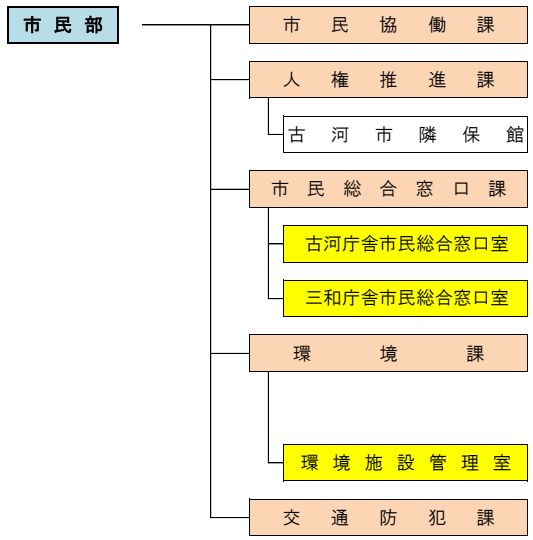 市民部
市民協働課
人権推進課
古河市隣保館
市民総合窓口課
古河庁舎市民総合窓口室
三和庁舎市民総合窓口室
環境課
環境施設管理室
交通防犯課